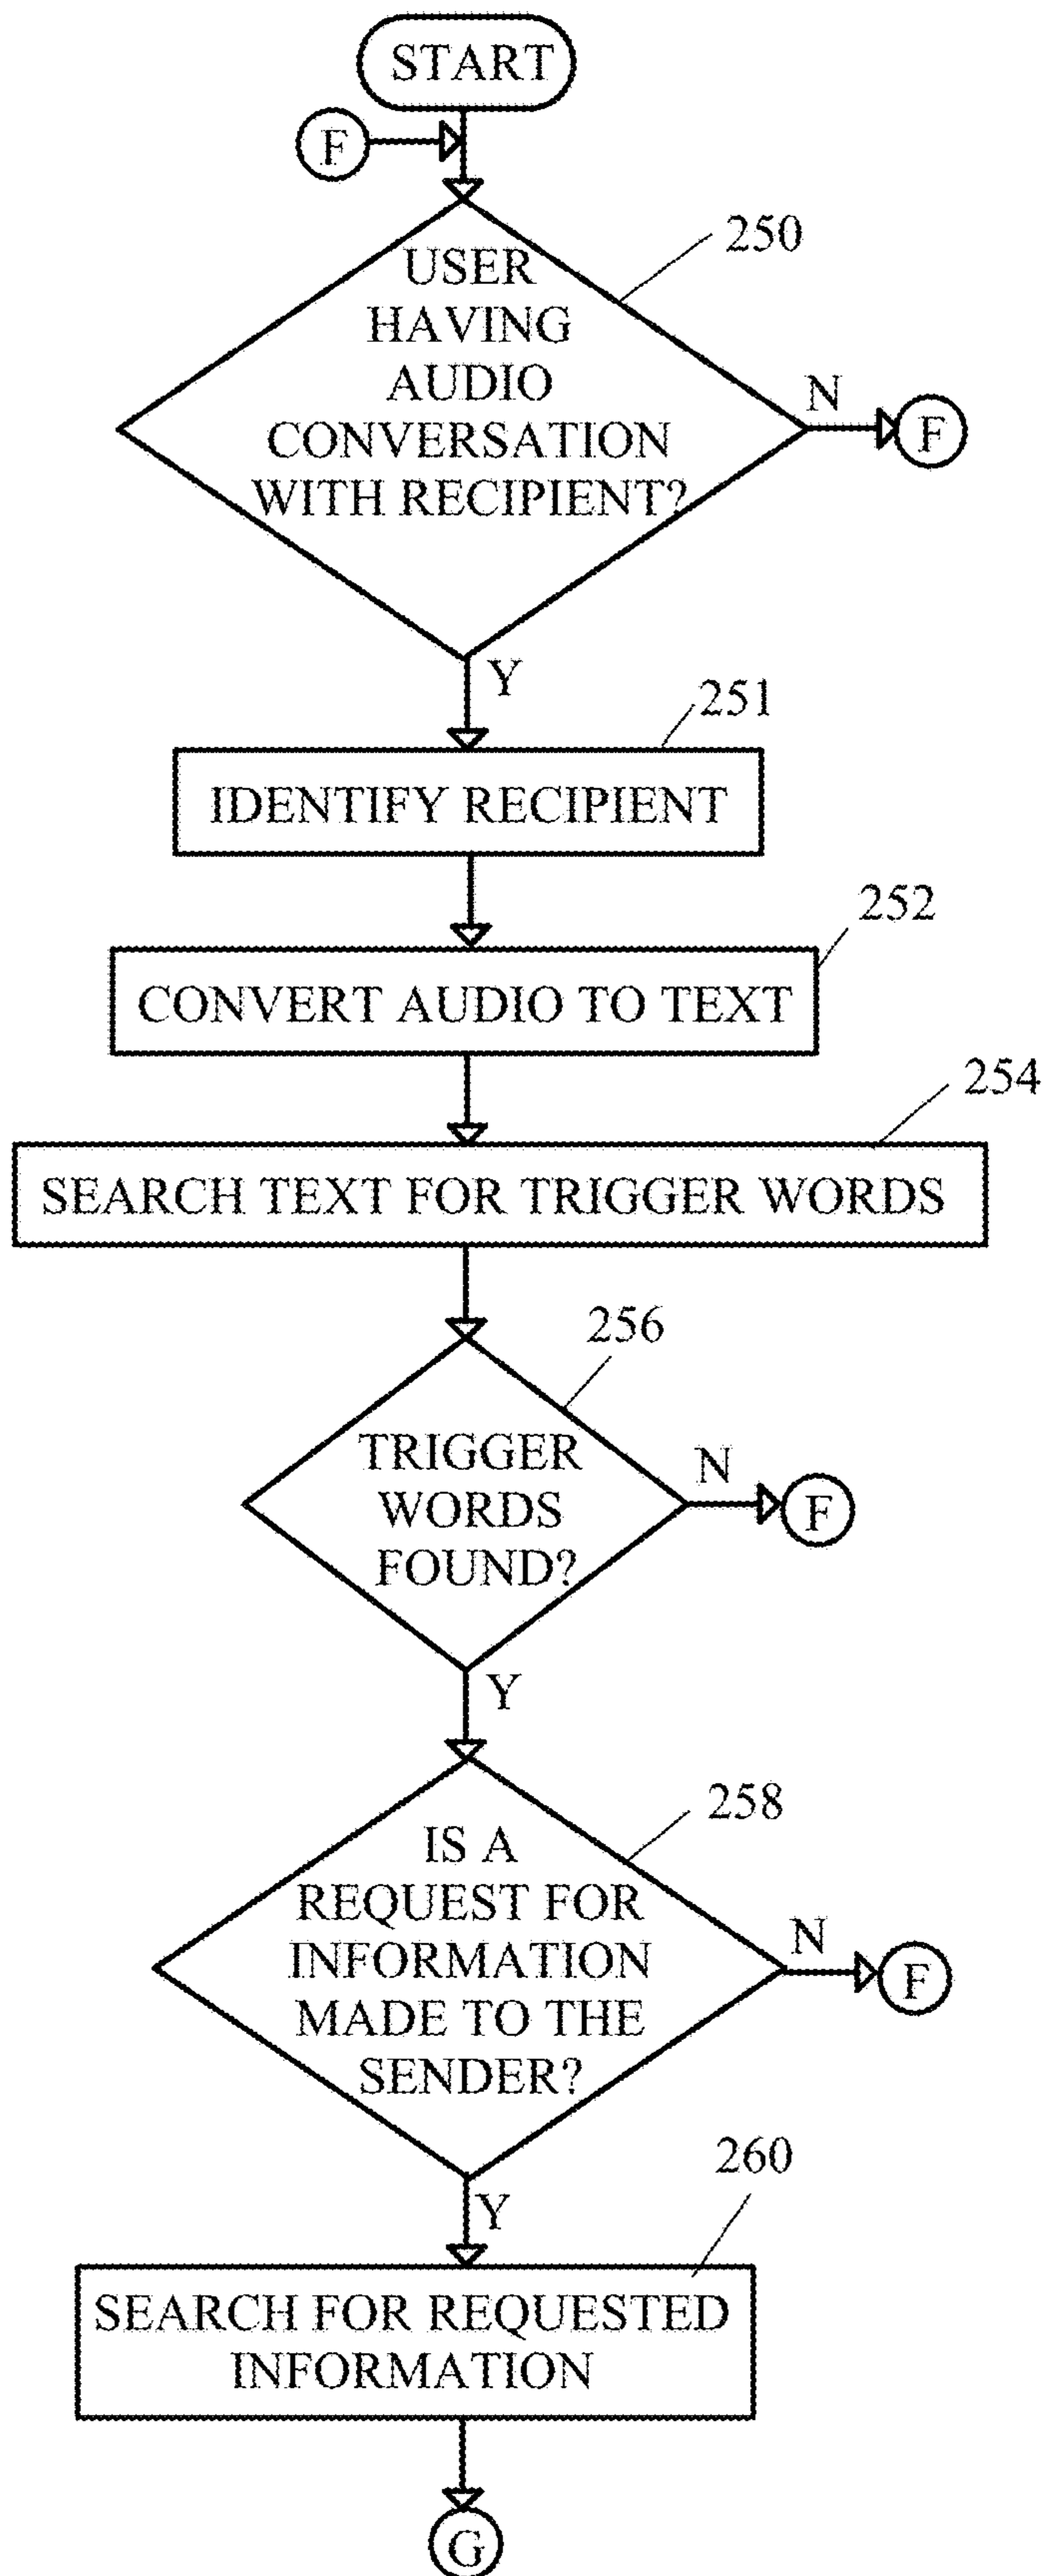 START
F
250
USER
HAVING
AUDIO
CONVERSATION
WITH RECIPIENT?
N
F
Y
251
IDENTIFY RECIPIENT
252
CONVERT AUDIO TO TEXT
254
SEARCH TEXT FOR TRIGGER WORDS
256
TRIGGER
WORDS
FOUND?
N
F
Y
258
IS A
REQUEST FOR
INFORMATION
MADE TO THE
SENDER?
N
F
Y
260
SEARCH FOR REQUESTED
INFORMATION
G